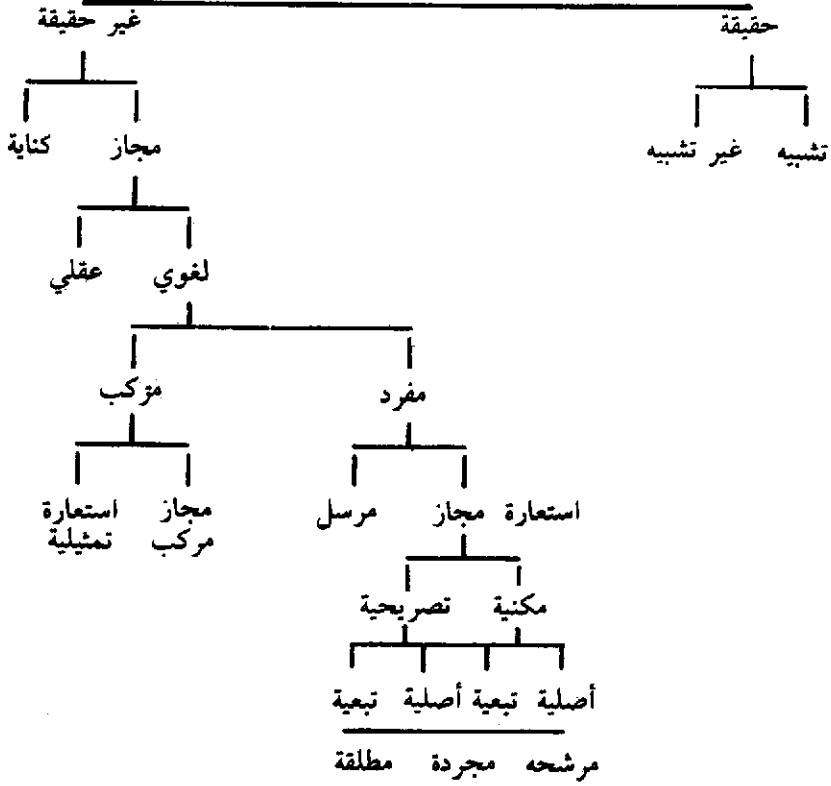 حقيقة غير حقيقة
تشبيه غير تشبيه مجاز كناية
لغوي عقلي
مفرد مركب
استعارة مجاز مرسل مجاز مركب استعارة تمثيلية
مكنية تصريحية
أصلية تبعية أصلية تبعية
مرشحه مجردة مطلقة